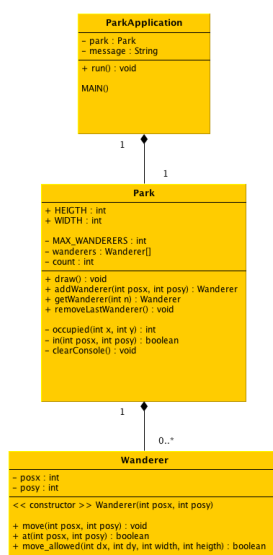 ParkApplication
– park : Park
– message : String
+ run() : void
MAIN()
1
1
Park
+ HEIGTH : int
+ WIDTH : int
– MAX_WANDERERS : int
– wanderers : Wanderer[]
– count : int
+ draw() : void
+ addWanderer(int posx, int posy) : Wanderer
+ getWanderer(int n) : Wanderer
+ removeLastWanderer() : void
– occupied(int x, int y) : int
– in(int posx, int posy) : boolean
– clearConsole() : void
1
0..*
Wanderer
– posx : int
– posy : int
<< constructor >> Wanderer(int posx, int posy)
+ move(int posx, int posy) : void
+ at(int posx, int posy) : boolean
+ move_allowed(int dx, int dy, int width, int heigth) : boolean